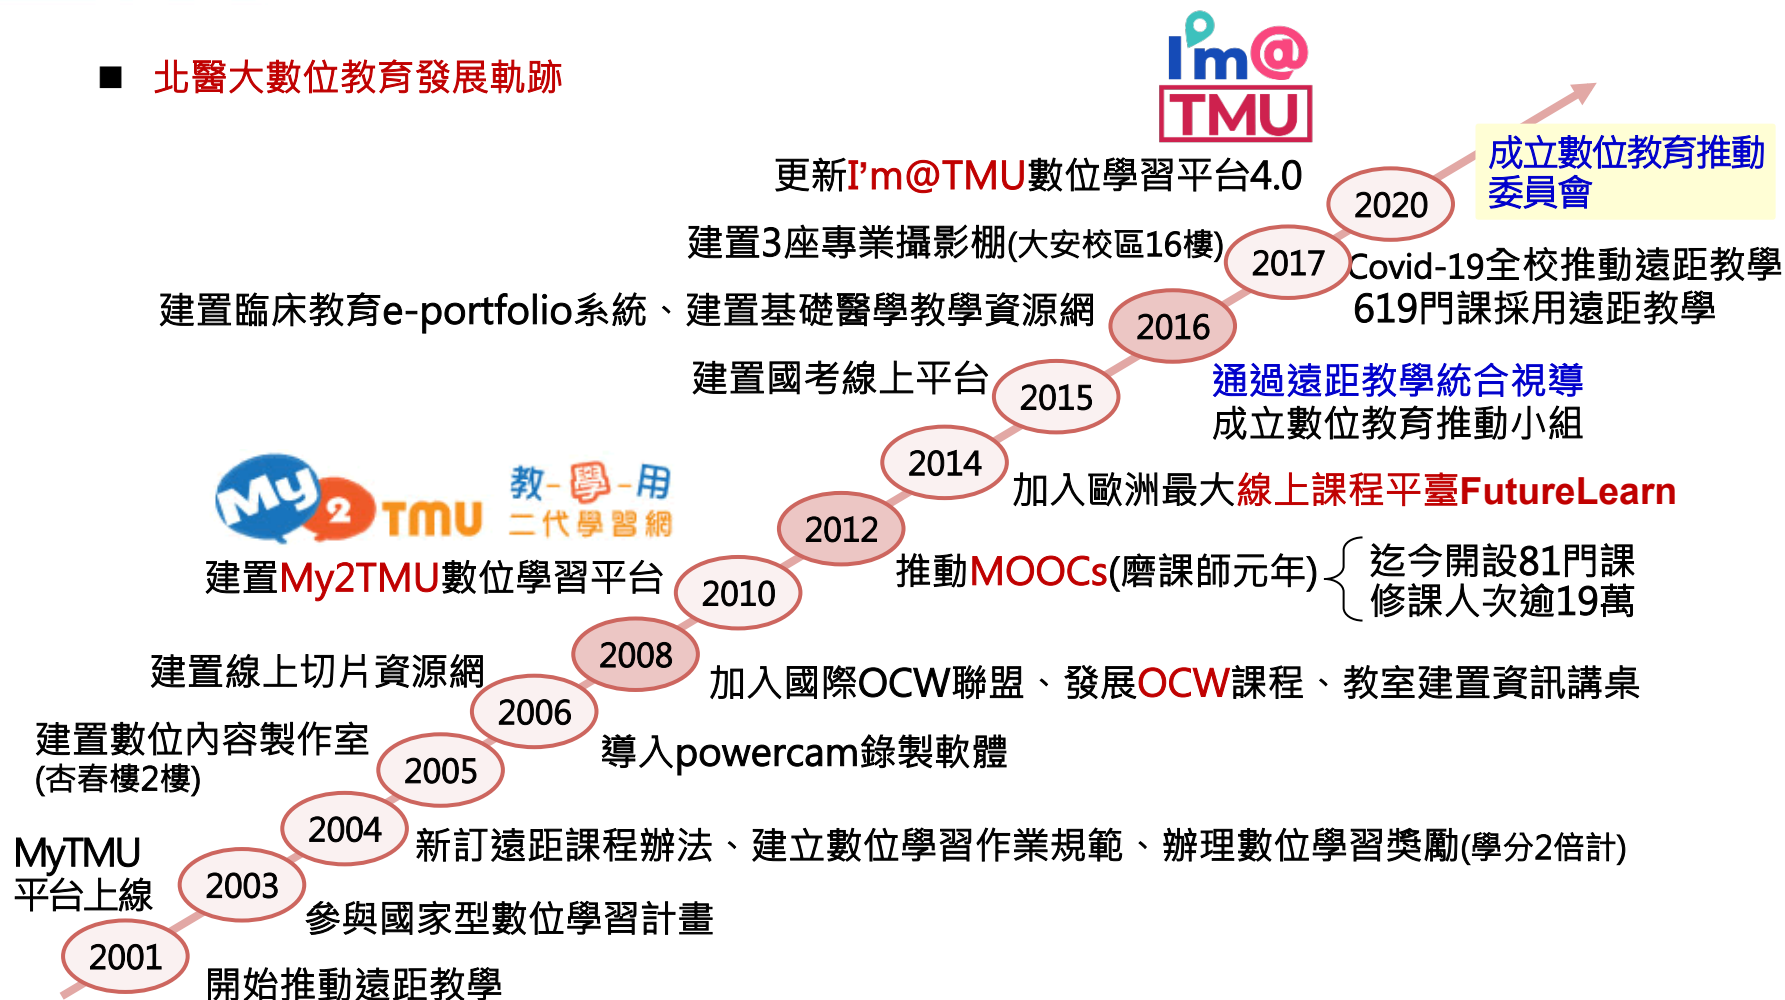 北醫大數位教育發展軌跡
I'm@
TMU
成立數位教育推動
委員會
更新I'm@TMU數位學習平台4.0
2020
建置3座專業攝影棚(大安校區16樓)
2017
Covid-19全校推動遠距教學
619門課採用遠距教學
建置臨床教育e-portfolio系統、建置基礎醫學教學資源網
2016
建置國考線上平台
2015
通過遠距教學統合視導
成立數位教育推動小組
2014
加入歐洲最大線上課程平臺FutureLearn
My2TMU
教-學-用
二代學習網
2012
建置My2TMU數位學習平台
2010
推動MOOCs(磨課師元年)
迄今開設81門課
修課人次逾19萬
建置線上切片資源網
2008
加入國際OCW聯盟、發展OCW課程、教室建置資訊講桌
2006
建置數位內容製作室
(杏春樓2樓)
導入powercam錄製軟體
2005
2004
新訂遠距課程辦法、建立數位學習作業規範、辦理數位學習獎勵(學分2倍計)
MyTMU
平台上線
2003
參與國家型數位學習計畫
2001
開始推動遠距教學